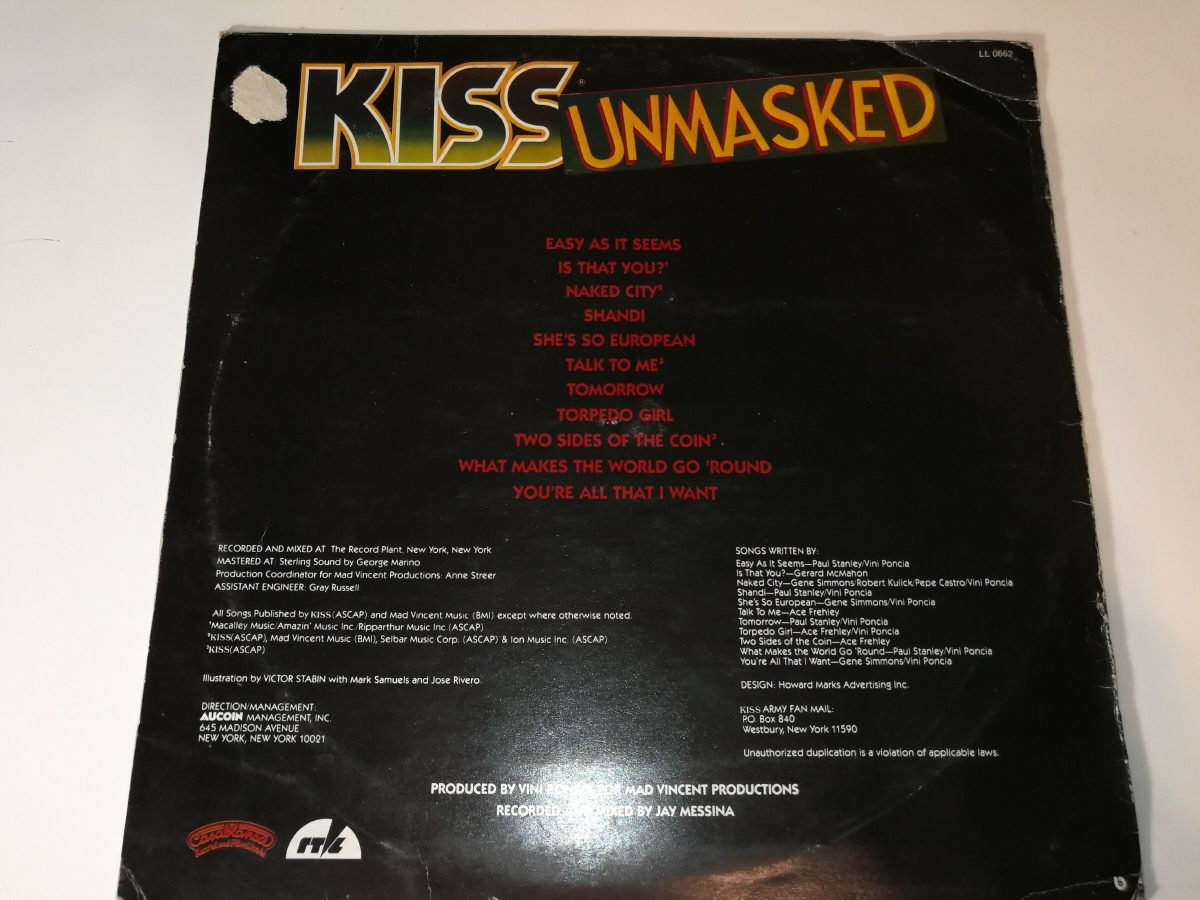 LL 0662
KISS® UNMASKED
EASY AS IT SEEMS
IS THAT YOU?¹
NAKED CITY²
SHANDI
SHE'S SO EUROPEAN
TALK TO ME³
TOMORROW
TORPEDO GIRL
TWO SIDES OF THE COIN³
WHAT MAKES THE WORLD GO 'ROUND
YOU'RE ALL THAT I WANT
RECORDED AND MIXED AT The Record Plant, New York, New York
MASTERED AT: Sterling Sound by George Marino
Production Coordinator for Mad Vincent Productions: Anne Streer
ASSISTANT ENGINEER: Gray Russell
All Songs Published by KISS (ASCAP) and Mad Vincent Music (BMI) except where otherwise noted.
¹Macalley Music/Amazin' Music Inc./Ripparthur Music Inc. (ASCAP)
²KISS(ASCAP), Mad Vincent Music (BMI), Selbar Music Corp. (ASCAP) & Ion Music Inc. (ASCAP)
³KISS(ASCAP)
Illustration by VICTOR STABIN with Mark Samuels and Jose Rivero.
DIRECTION/MANAGEMENT:
AUCOIN MANAGEMENT, INC.
645 MADISON AVENUE
NEW YORK, NEW YORK 10021
SONGS WRITTEN BY:
Easy As It Seems—Paul Stanley/Vini Poncia
Is That You?—Gerard McMahon
Naked City—Gene Simmons/Robert Kulick/Pepe Castro/Vini Poncia
Shandi—Paul Stanley/Vini Poncia
She's So European—Gene Simmons/Vini Poncia
Talk To Me—Ace Frehley
Tomorrow—Paul Stanley/Vini Poncia
Torpedo Girl—Ace Frehley/Vini Poncia
Two Sides of the Coin—Ace Frehley
What Makes the World Go 'Round—Paul Stanley/Vini Poncia
You're All That I Want—Gene Simmons/Vini Poncia
DESIGN: Howard Marks Advertising Inc.
KISS ARMY FAN MAIL:
P.O. Box 840
Westbury, New York 11590
Unauthorized duplication is a violation of applicable laws.
PRODUCED BY VINI PONCIA FOR MAD VINCENT PRODUCTIONS
RECORDED AND MIXED BY JAY MESSINA
Casablanca
Record and FilmWorks